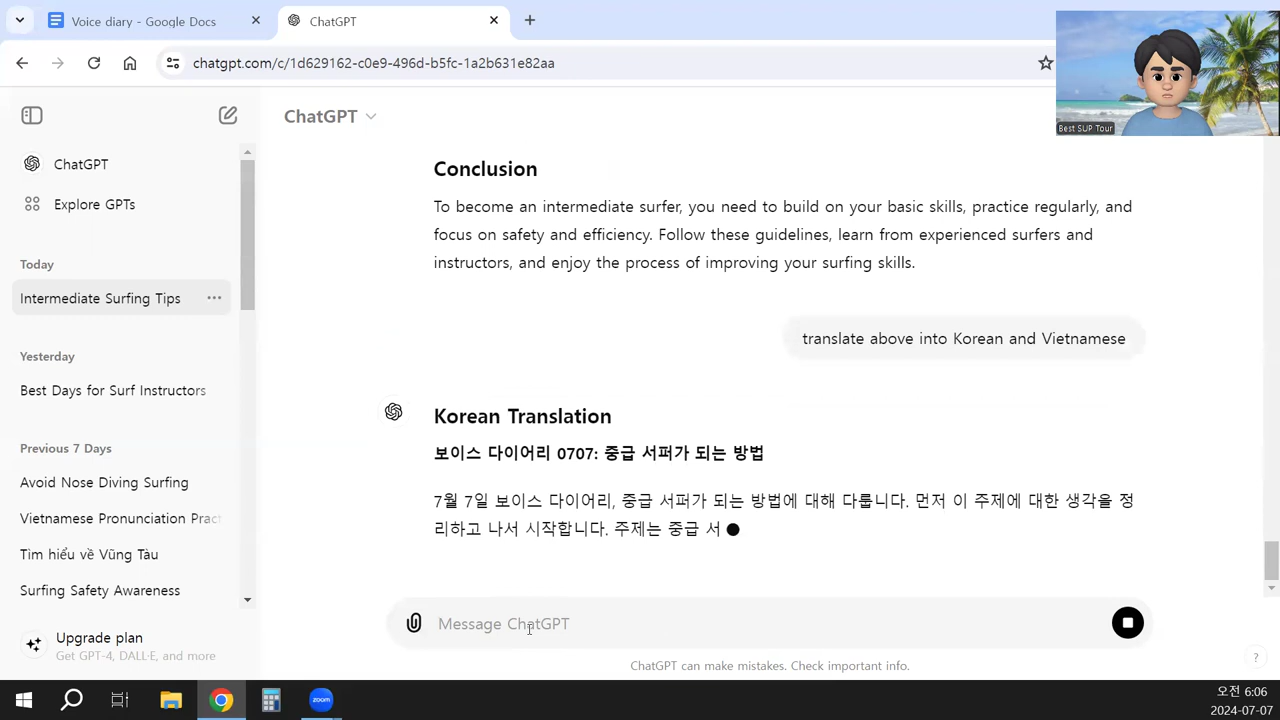 Voice diary - Google Docs
ChatGPT
chatgpt.com/c/1d629162-c0e9-496d-b5fc-1a2b631e82aa
Best SUP Tour
ChatGPT
ChatGPT
Explore GPTs
Today
Intermediate Surfing Tips
Yesterday
Best Days for Surf Instructors
Previous 7 Days
Avoid Nose Diving Surfing
Vietnamese Pronunciation Pract
Tìm hiểu về Vũng Tàu
Surfing Safety Awareness
Upgrade plan
Get GPT-4, DALL·E, and more
Conclusion
To become an intermediate surfer, you need to build on your basic skills, practice regularly, and
focus on safety and efficiency. Follow these guidelines, learn from experienced surfers and
instructors, and enjoy the process of improving your surfing skills.
translate above into Korean and Vietnamese
Korean Translation
보이스 다이어리 0707: 중급 서퍼가 되는 방법
7월 7일 보이스 다이어리, 중급 서퍼가 되는 방법에 대해 다룹니다. 먼저 이 주제에 대한 생각을 정
리하고 나서 시작합니다. 주제는 중급 서
Message ChatGPT
ChatGPT can make mistakes. Check important info.
?
zoom
오전 6:06
2024-07-07